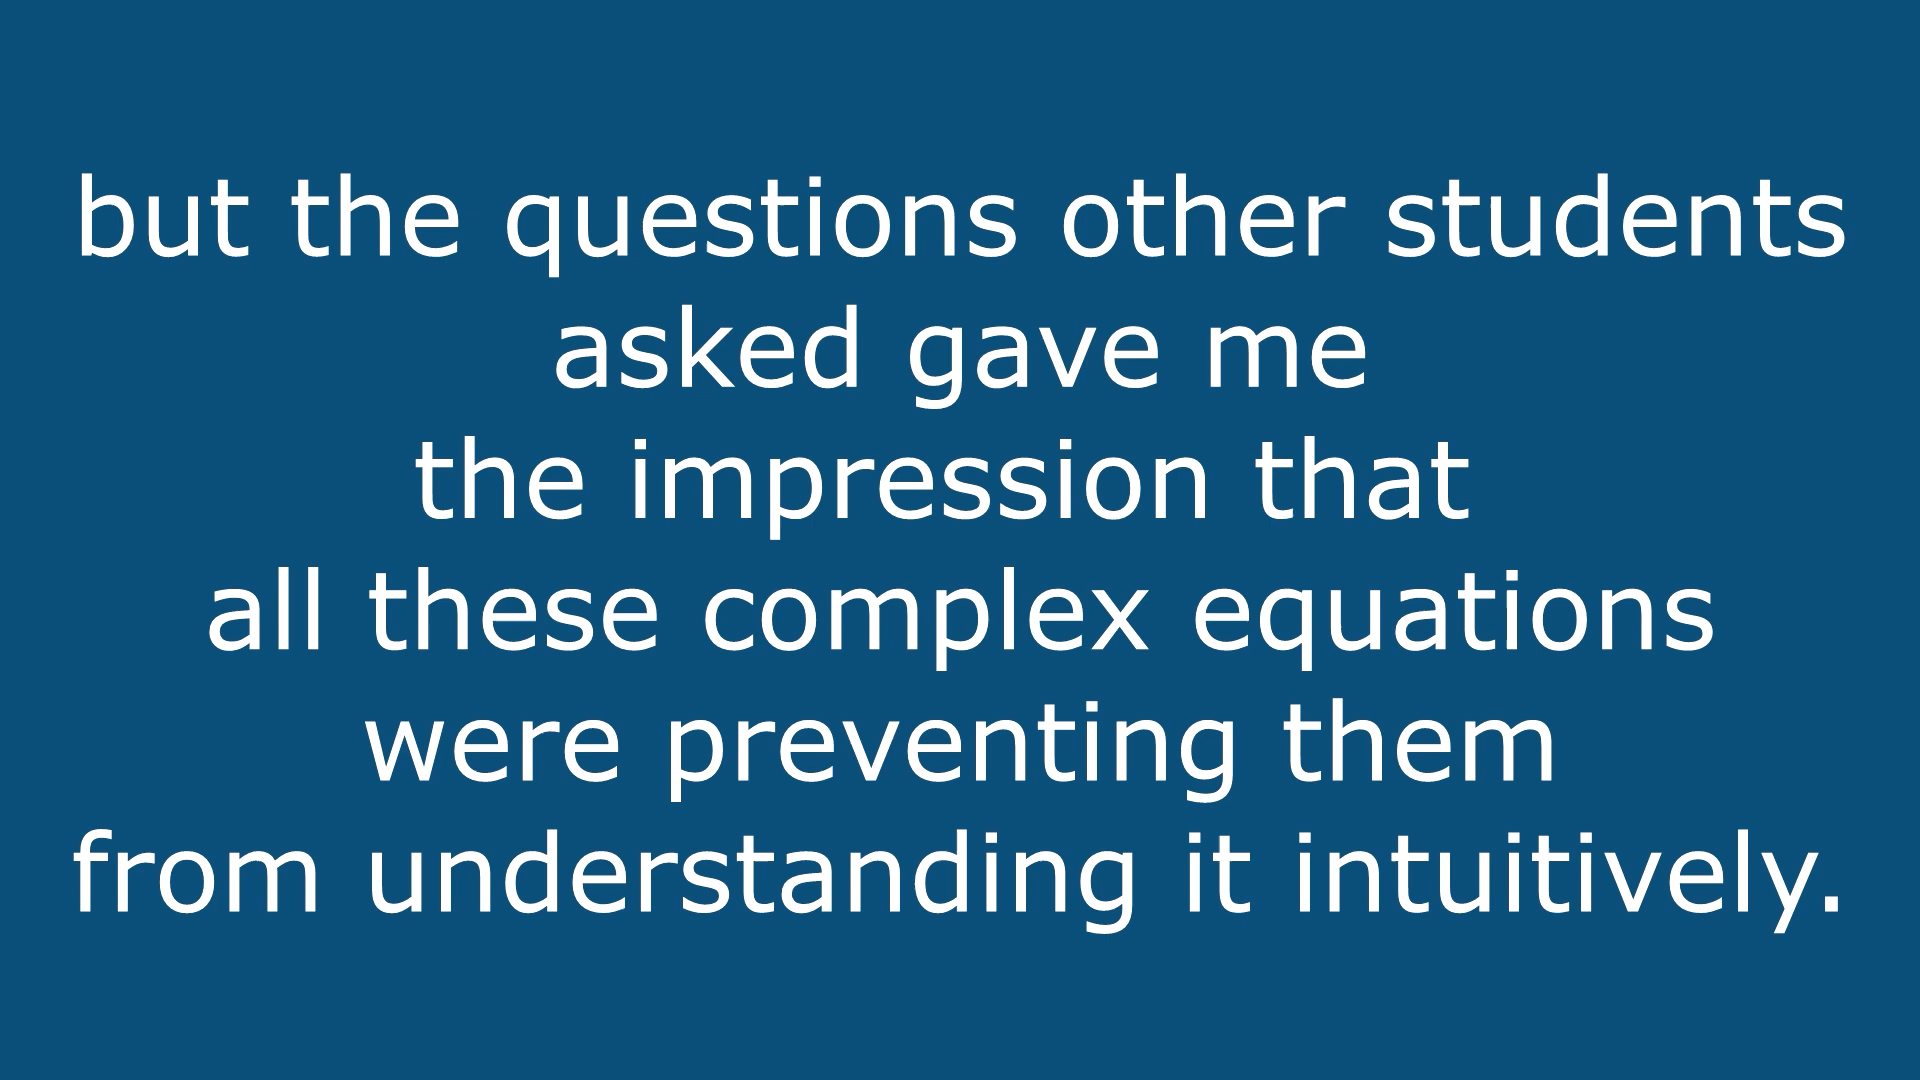 but the questions other students
asked gave me
the impression that
all these complex equations
were preventing them
from understanding it intuitively.